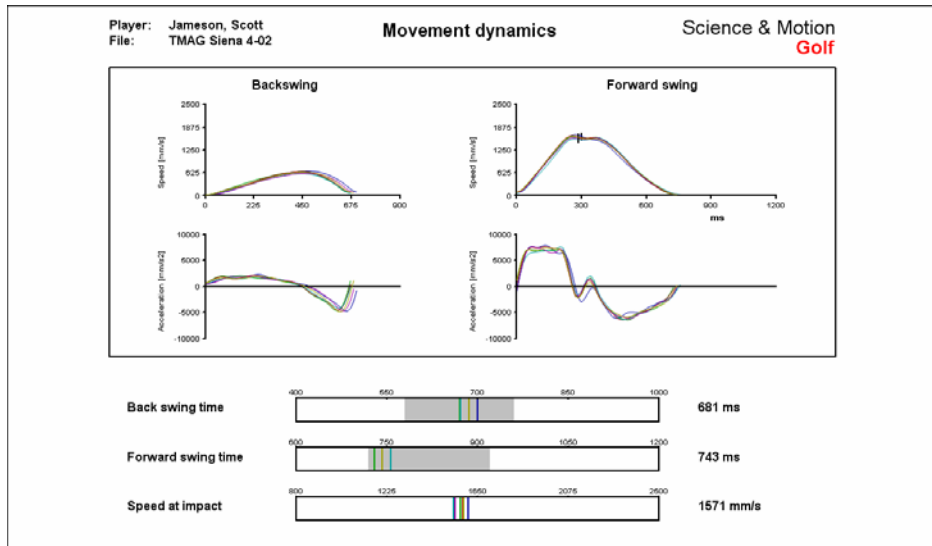 Player: Jameson, Scott
File: TMAG Siena 4-02
Movement dynamics
Science & Motion
Golf
Backswing
Forward swing
Speed [mm/s]
2500
1875
1250
625
0
0 225 450 675 900
Speed [mm/s]
2500
1875
1250
625
0
0 300 600 900 1200
ms
Acceleration [mm/s2]
10000
5000
0
-5000
-10000
Acceleration [mm/s2]
10000
5000
0
-5000
-10000
400 550 700 850 1000
Back swing time 681 ms
600 750 900 1050 1200
Forward swing time 743 ms
800 1225 1650 2075 2500
Speed at impact 1571 mm/s